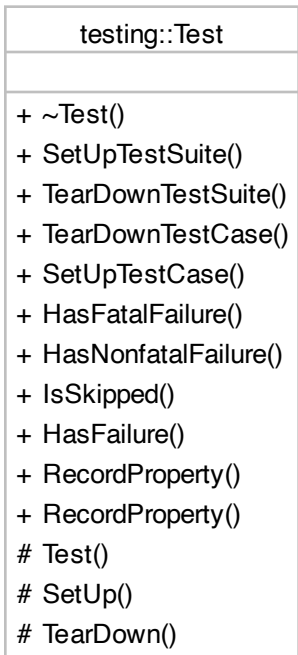 testing::Test
+ ~Test()
+ SetUpTestSuite()
+ TearDownTestSuite()
+ TearDownTestCase()
+ SetUpTestCase()
+ HasFatalFailure()
+ HasNonfatalFailure()
+ IsSkipped()
+ HasFailure()
+ RecordProperty()
+ RecordProperty()
# Test()
# SetUp()
# TearDown()